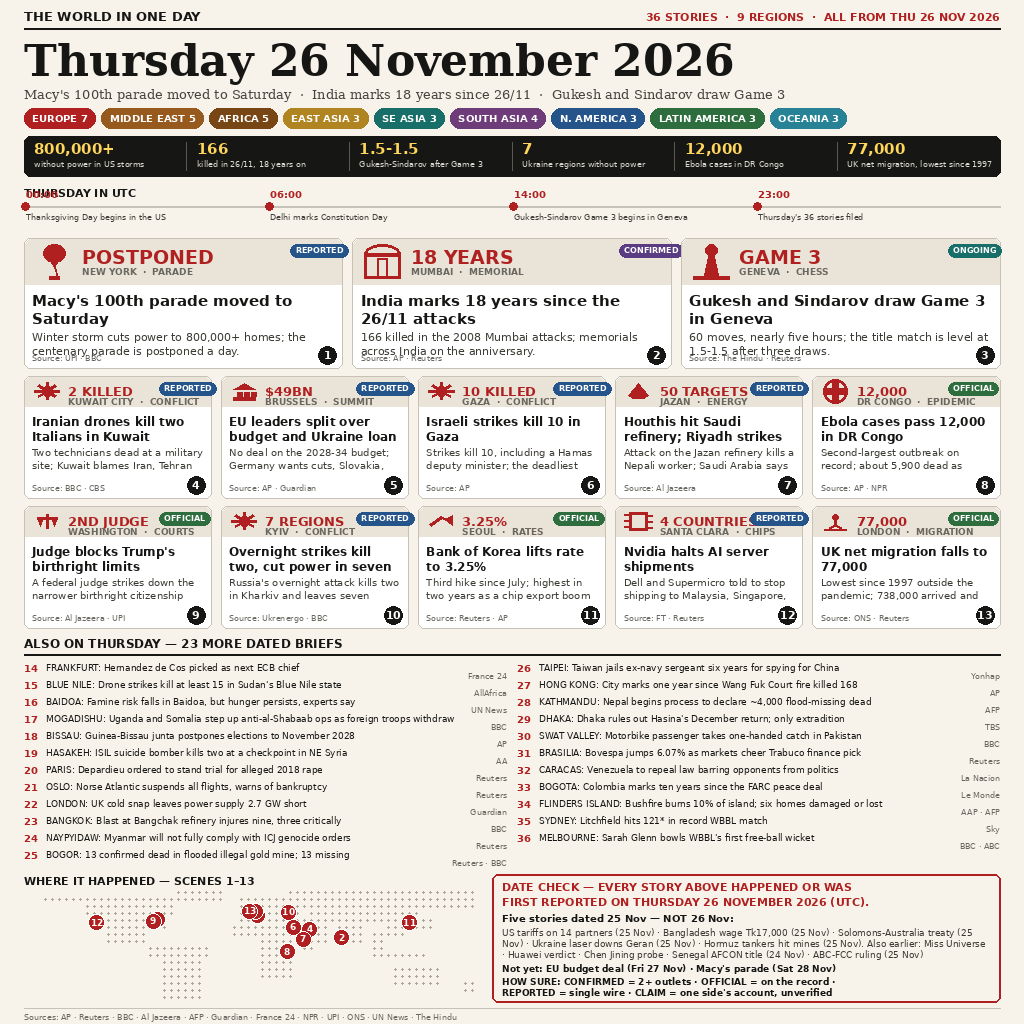 THE WORLD IN ONE DAY
36 STORIES · 9 REGIONS · ALL FROM THU 26 NOV 2026
Thursday 26 November 2026
Macy's 100th parade moved to Saturday · India marks 18 years since 26/11 · Gukesh and Sindarov draw Game 3
EUROPE 7 MIDDLE EAST 5 AFRICA 5 EAST ASIA 3 SE ASIA 3 SOUTH ASIA 4 N. AMERICA 3 LATIN AMERICA 3 OCEANIA 3
800,000+
without power in US storms
166
killed in 26/11, 18 years on
1.5-1.5
Gukesh-Sindarov after Game 3
7
Ukraine regions without power
12,000
Ebola cases in DR Congo
77,000
UK net migration, lowest since 1997
THURSDAY IN UTC
00:00
Thanksgiving Day begins in the US
06:00
Delhi marks Constitution Day
14:00
Gukesh-Sindarov Game 3 begins in Geneva
23:00
Thursday's 36 stories filed
POSTPONED
REPORTED
NEW YORK · PARADE
Macy's 100th parade moved to
Saturday
Winter storm cuts power to 800,000+ homes; the
centenary parade is postponed a day.
Source: UPI · BBC
1
18 YEARS
CONFIRMED
MUMBAI · MEMORIAL
India marks 18 years since the
26/11 attacks
166 killed in the 2008 Mumbai attacks; memorials
across India on the anniversary.
Source: AP · Reuters
2
GAME 3
ONGOING
GENEVA · CHESS
Gukesh and Sindarov draw Game 3
in Geneva
60 moves, nearly five hours; the title match is level at
1.5-1.5 after three draws.
Source: The Hindu · Reuters
3
2 KILLED
REPORTED
KUWAIT CITY · CONFLICT
Iranian drones kill two
Italians in Kuwait
Two technicians dead at a military
site; Kuwait blames Iran, Tehran
Source: BBC · CBS
4
$49BN
REPORTED
BRUSSELS · SUMMIT
EU leaders split over
budget and Ukraine loan
No deal on the 2028-34 budget;
Germany wants cuts, Slovakia,
Source: AP · Guardian
5
10 KILLED
REPORTED
GAZA · CONFLICT
Israeli strikes kill 10 in
Gaza
Strikes kill 10, including a Hamas
deputy minister; the deadliest
Source: AP
6
50 TARGETS
REPORTED
JAZAN · ENERGY
Houthis hit Saudi
refinery; Riyadh strikes
Attack on the Jazan refinery kills a
Nepali worker; Saudi Arabia says
Source: Al Jazeera
7
12,000
OFFICIAL
DR CONGO · EPIDEMIC
Ebola cases pass 12,000
in DR Congo
Second-largest outbreak on
record; about 5,900 dead as
Source: AP · NPR
8
2ND JUDGE
OFFICIAL
WASHINGTON · COURTS
Judge blocks Trump's
birthright limits
A federal judge strikes down the
narrower birthright citizenship
Source: Al Jazeera · UPI
9
7 REGIONS
REPORTED
KYIV · CONFLICT
Overnight strikes kill
two, cut power in seven
Russia's overnight attack kills two
in Kharkiv and leaves seven
Source: Ukrenergo · BBC
10
3.25%
OFFICIAL
SEOUL · RATES
Bank of Korea lifts rate
to 3.25%
Third hike since July; highest in
two years as a chip export boom
Source: Reuters · AP
11
4 COUNTRIES
REPORTED
SANTA CLARA · CHIPS
Nvidia halts AI server
shipments
Dell and Supermicro told to stop
shipping to Malaysia, Singapore,
Source: FT · Reuters
12
77,000
OFFICIAL
LONDON · MIGRATION
UK net migration falls to
77,000
Lowest since 1997 outside the
pandemic; 738,000 arrived and
Source: ONS · Reuters
13
ALSO ON THURSDAY — 23 MORE DATED BRIEFS
14 FRANKFURT: Hernandez de Cos picked as next ECB chief
France 24
15 BLUE NILE: Drone strikes kill at least 15 in Sudan's Blue Nile state
AllAfrica
16 BAIDOA: Famine risk falls in Baidoa, but hunger persists, experts say
UN News
17 MOGADISHU: Uganda and Somalia step up anti-al-Shabaab ops as foreign troops withdraw
BBC
18 BISSAU: Guinea-Bissau junta postpones elections to November 2028
AP
19 HASAKEH: ISIL suicide bomber kills two at a checkpoint in NE Syria
AA
20 PARIS: Depardieu ordered to stand trial for alleged 2018 rape
Reuters
21 OSLO: Norse Atlantic suspends all flights, warns of bankruptcy
Reuters
22 LONDON: UK cold snap leaves power supply 2.7 GW short
Guardian
23 BANGKOK: Blast at Bangchak refinery injures nine, three critically
BBC
24 NAYPYIDAW: Myanmar will not fully comply with ICJ genocide orders
Reuters
25 BOGOR: 13 confirmed dead in flooded illegal gold mine; 13 missing
Reuters · BBC
26 TAIPEI: Taiwan jails ex-navy sergeant six years for spying for China
Yonhap
27 HONG KONG: City marks one year since Wang Fuk Court fire killed 168
AP
28 KATHMANDU: Nepal begins process to declare ~4,000 flood-missing dead
AFP
29 DHAKA: Dhaka rules out Hasina's December return; only extradition
TBS
30 SWAT VALLEY: Motorbike passenger takes one-handed catch in Pakistan
BBC
31 BRASILIA: Bovespa jumps 6.07% as markets cheer Trabuco finance pick
Reuters
32 CARACAS: Venezuela to repeal law barring opponents from politics
La Nacion
33 BOGOTA: Colombia marks ten years since the FARC peace deal
Le Monde
34 FLINDERS ISLAND: Bushfire burns 10% of island; six homes damaged or lost
AAP · AFP
35 SYDNEY: Litchfield hits 121* in record WBBL match
Sky
36 MELBOURNE: Sarah Glenn bowls WBBL's first free-ball wicket
BBC · ABC
WHERE IT HAPPENED — SCENES 1–13
12
9
13
10
6
4
7
8
2
11
DATE CHECK — EVERY STORY ABOVE HAPPENED OR WAS
FIRST REPORTED ON THURSDAY 26 NOVEMBER 2026 (UTC).
Five stories dated 25 Nov — NOT 26 Nov:
US tariffs on 14 partners (25 Nov) · Bangladesh wage Tk17,000 (25 Nov) · Solomons-Australia treaty (25
Nov) · Ukraine laser downs Geran (25 Nov) · Hormuz tankers hit mines (25 Nov). Also earlier: Miss Universe
· Huawei verdict · Chen Jining probe · Senegal AFCON title (24 Nov) · ABC-FCC ruling (25 Nov)
Not yet: EU budget deal (Fri 27 Nov) · Macy's parade (Sat 28 Nov)
HOW SURE: CONFIRMED = 2+ outlets · OFFICIAL = on the record ·
REPORTED = single wire · CLAIM = one side's account, unverified
Sources: AP · Reuters · BBC · Al Jazeera · AFP · Guardian · France 24 · NPR · UPI · ONS · UN News · The Hindu